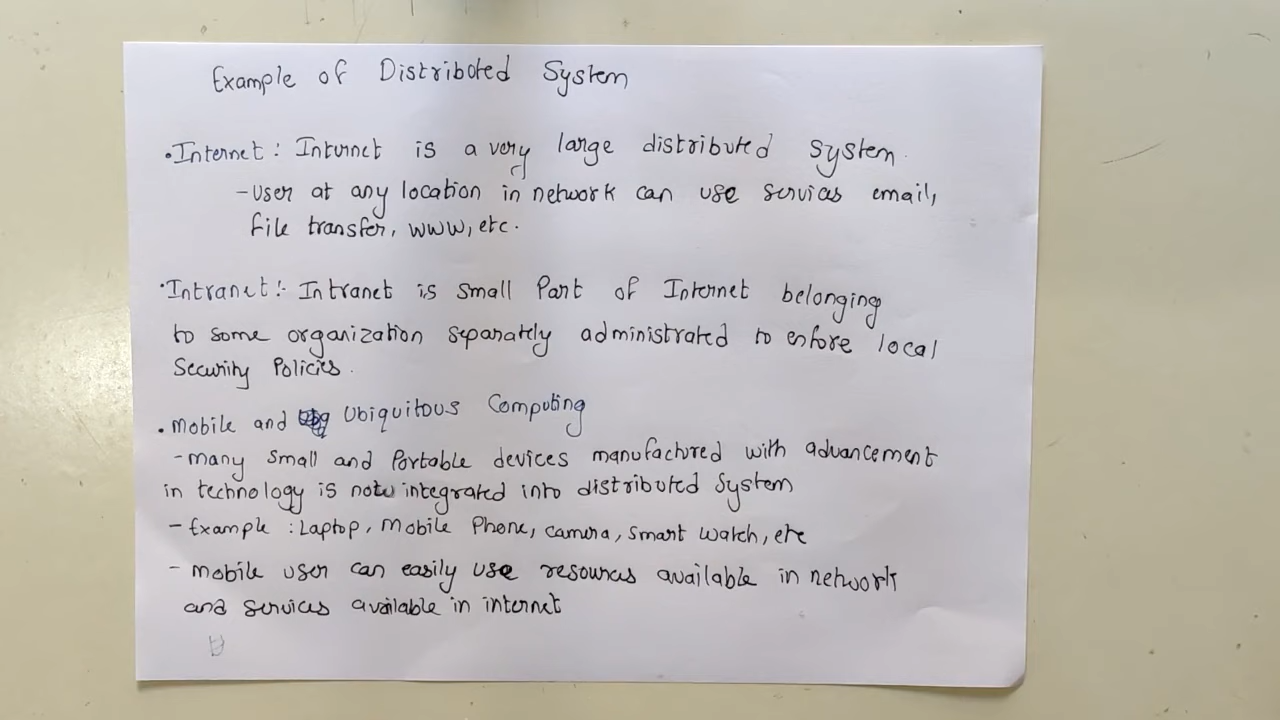 Example of Distriboted System
• Internet : Internet is a very large distributed system.
- User at any location in network can use services email,
file transfer, www, etc.
• Intranet :- Intranet is small Part of Internet belonging
to some organization separately administrated to enfore local
Security Policies.
• Mobile and Ubiquitous Computing
- many small and Portable devices manufactured with advancement
in technology is now integrated into distributed System
- Example : Laptop, Mobile Phone, camera, smart watch, etc
- mobile user can easily use resources available in network
and services available in internet